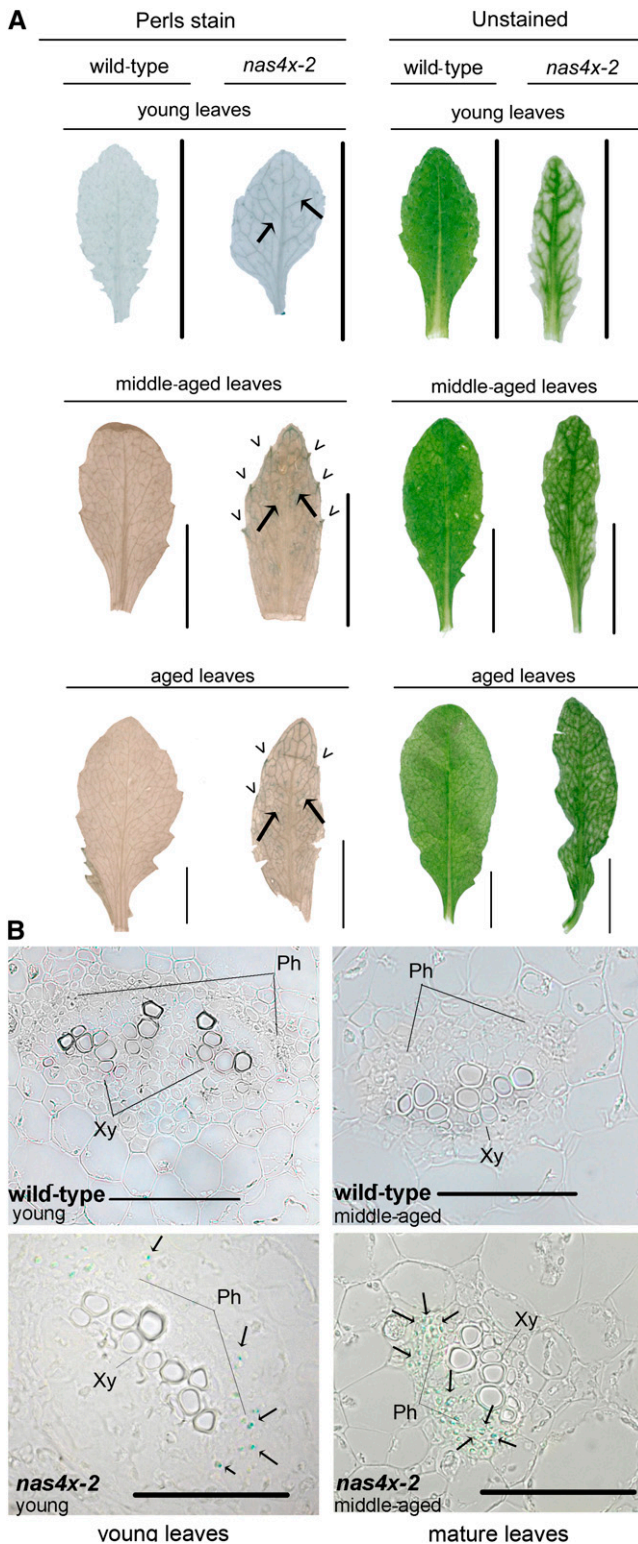 A
Perls stain Unstained
wild-type nas4x-2 wild-type nas4x-2
young leaves young leaves
middle-aged leaves middle-aged leaves
aged leaves aged leaves
B
Ph
Xy
wild-type
young
Ph
Xy
wild-type
middle-aged
Ph
Xy
nas4x-2
young
Xy
Ph
nas4x-2
middle-aged
young leaves mature leaves